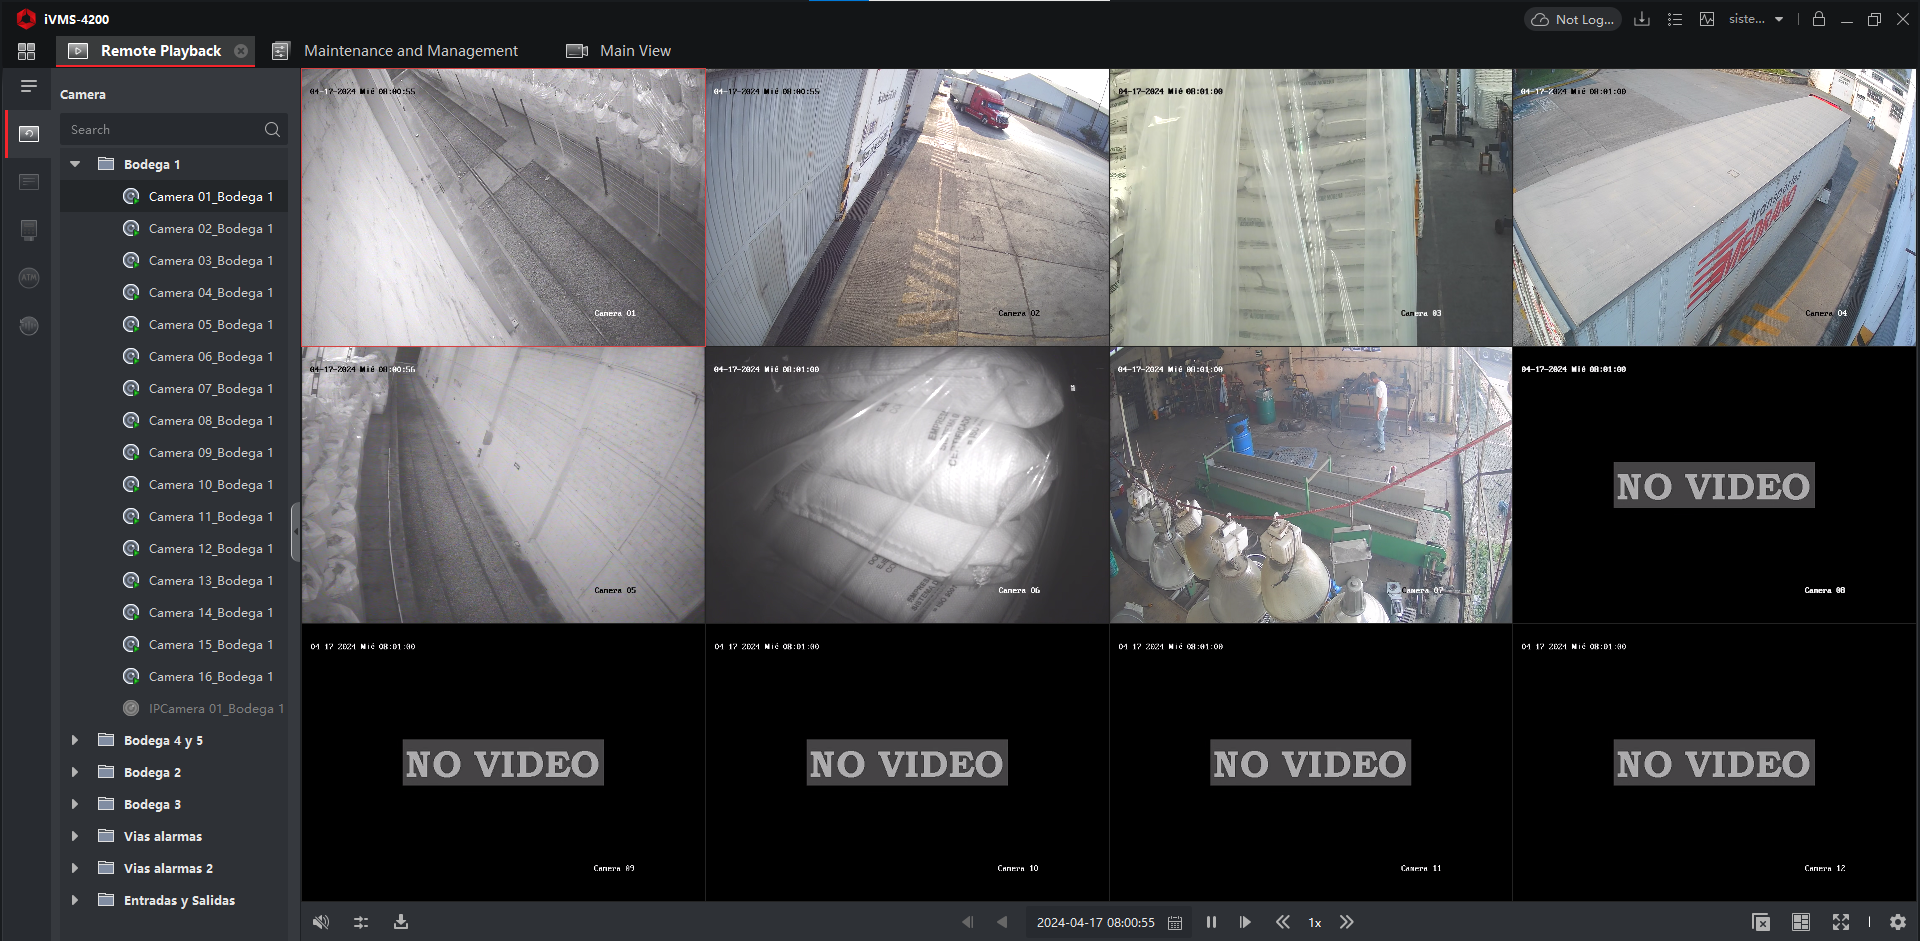 iVMS-4200
Not Log...
siste...
Remote Playback
Maintenance and Management
Main View
Camera
Search
Bodega 1
Camera 01_Bodega 1
Camera 02_Bodega 1
Camera 03_Bodega 1
Camera 04_Bodega 1
Camera 05_Bodega 1
Camera 06_Bodega 1
Camera 07_Bodega 1
Camera 08_Bodega 1
Camera 09_Bodega 1
Camera 10_Bodega 1
Camera 11_Bodega 1
Camera 12_Bodega 1
Camera 13_Bodega 1
Camera 14_Bodega 1
Camera 15_Bodega 1
Camera 16_Bodega 1
IPCamera 01_Bodega 1
Bodega 4 y 5
Bodega 2
Bodega 3
Vias alarmas
Vias alarmas 2
Entradas y Salidas
ATM
04-17-2024 Mié 08:00:55
Camera 01
04-17-2024 Mié 08:00:55
Camera 02
04-17-2024 Mié 08:01:00
Camera 03
04-17-2024 Mié 08:01:00
Camera 04
04-17-2024 Mié 08:00:56
Camera 05
04-17-2024 Mié 08:01:00
Camera 06
04-17-2024 Mié 08:01:00
Camera 07
04-17-2024 Mié 08:01:00
NO VIDEO
Camera 08
04 17 2024 Mié 08:01:00
NO VIDEO
Camera 09
04 17 2024 Mié 08:01:00
NO VIDEO
Camera 10
04 17 2024 Mié 08:01:00
NO VIDEO
Camera 11
04 17 2024 Mié 08:01:00
NO VIDEO
Camera 12
2024-04-17 08:00:55
1x